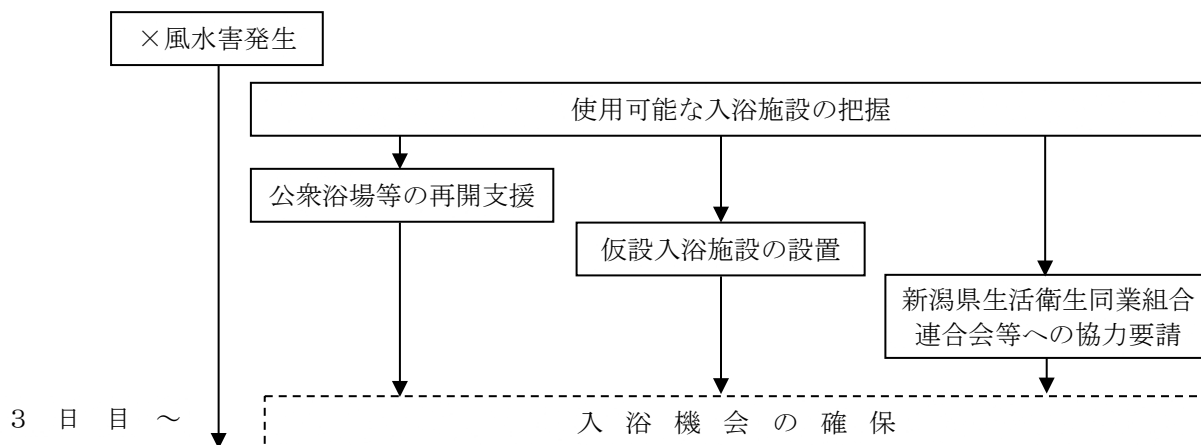 ×風水害発生
使用可能な入浴施設の把握
公衆浴場等の再開支援
仮設入浴施設の設置
新潟県生活衛生同業組合
連合会等への協力要請
3 日 目 ～
入 浴 機 会 の 確 保